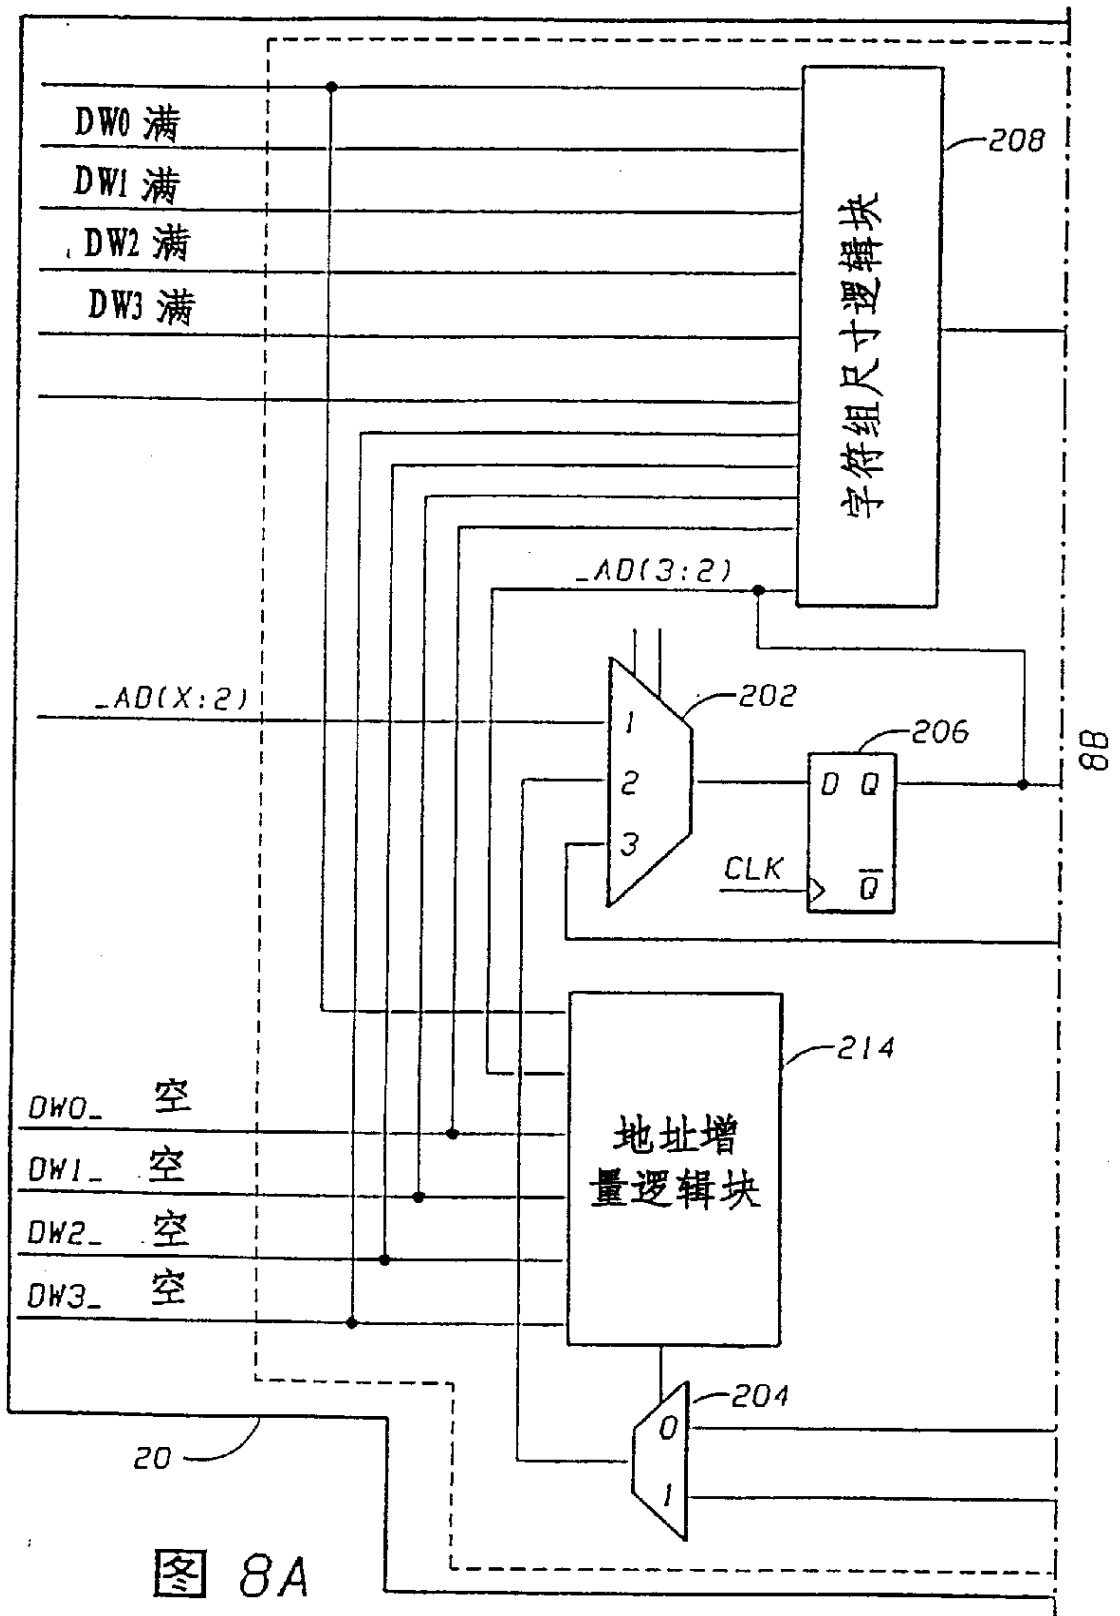 DW0 满
208
DW1 满
DW2 满
DW3 满
字符组尺寸逻辑块
_AD(3:2)
_AD(X:2)
202
1
206
2
D Q
8B
3
CLK
Q̅
214
DW0_ 空
地址增
量逻辑块
DW1_ 空
DW2_ 空
DW3_ 空
204
0
20
1
图 8A